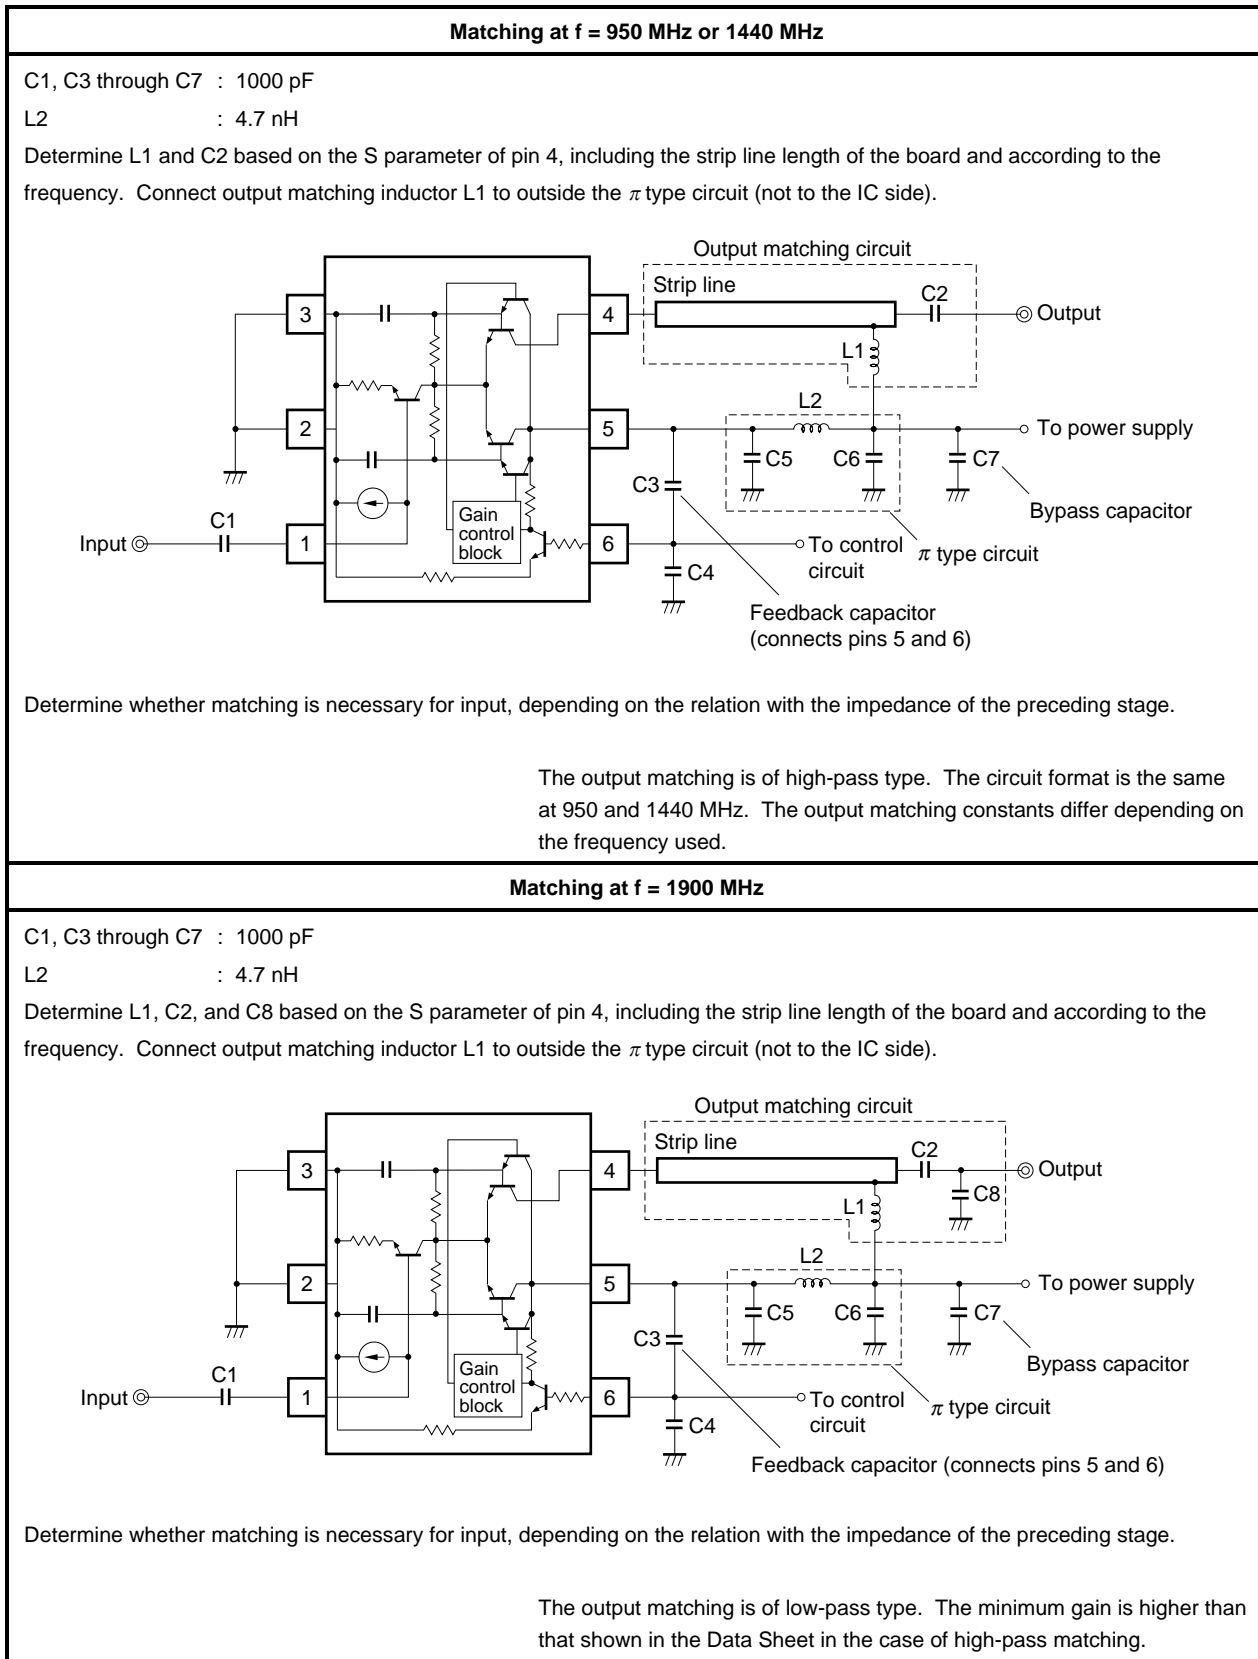 Matching at f = 950 MHz or 1440 MHz
C1, C3 through C7 : 1000 pF
L2 : 4.7 nH
Determine L1 and C2 based on the S parameter of pin 4, including the strip line length of the board and according to the
frequency. Connect output matching inductor L1 to outside the π type circuit (not to the IC side).
Output matching circuit
Strip line
C2
3
4
Output
L1
L2
2
5
To power supply
C5
C6
C7
C3
Bypass capacitor
Gain
control
block
C1
Input
1
6
To control
circuit
π type circuit
C4
Feedback capacitor
(connects pins 5 and 6)
Determine whether matching is necessary for input, depending on the relation with the impedance of the preceding stage.
The output matching is of high-pass type. The circuit format is the same
at 950 and 1440 MHz. The output matching constants differ depending on
the frequency used.
Matching at f = 1900 MHz
C1, C3 through C7 : 1000 pF
L2 : 4.7 nH
Determine L1, C2, and C8 based on the S parameter of pin 4, including the strip line length of the board and according to the
frequency. Connect output matching inductor L1 to outside the π type circuit (not to the IC side).
Output matching circuit
Strip line
C2
3
4
Output
C8
L1
L2
2
5
To power supply
C5
C6
C7
C3
Bypass capacitor
Gain
control
block
C1
Input
1
6
To control
circuit
π type circuit
C4
Feedback capacitor (connects pins 5 and 6)
Determine whether matching is necessary for input, depending on the relation with the impedance of the preceding stage.
The output matching is of low-pass type. The minimum gain is higher than
that shown in the Data Sheet in the case of high-pass matching.